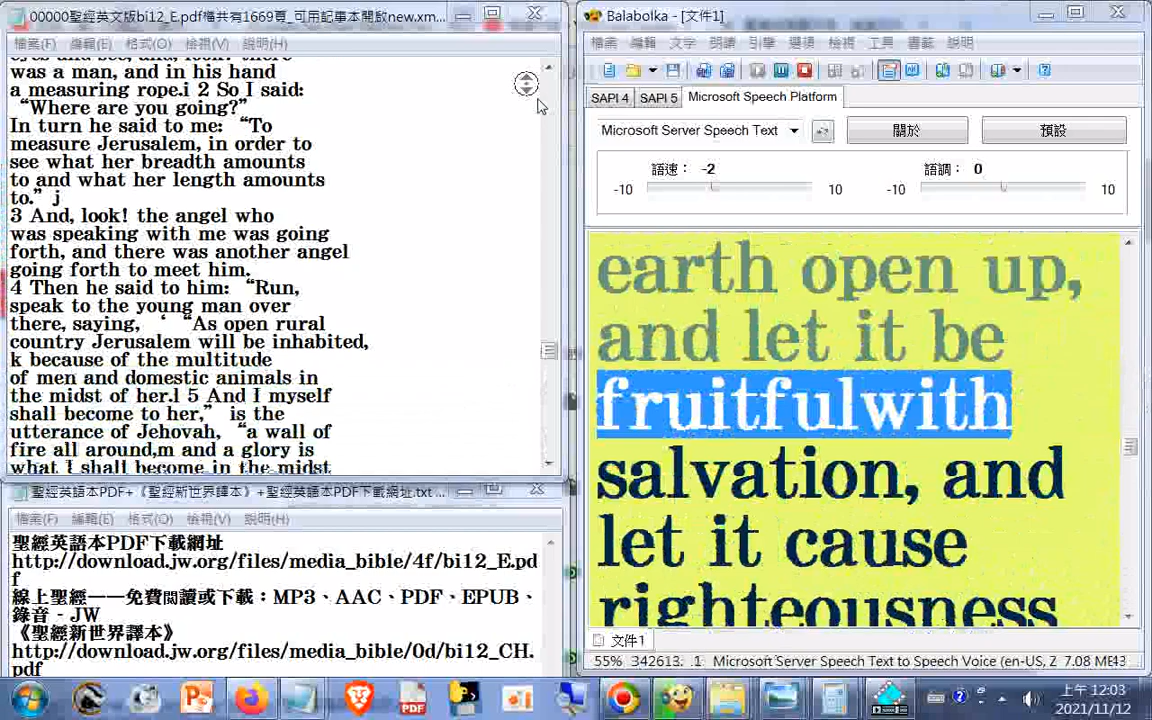 00000聖經英文版bi12_E.pdf檔共有1669頁_可用記事本開啟new.xm...
檔案(F) 編輯(E) 格式(O) 檢視(V) 說明(H)
eyes and see, and, look! there
was a man, and in his hand
a measuring rope.i 2 So I said:
“Where are you going?”
In turn he said to me: “To
measure Jerusalem, in order to
see what her breadth amounts
to and what her length amounts
to.” j
3 And, look! the angel who
was speaking with me was going
forth, and there was another angel
going forth to meet him.
4 Then he said to him: “Run,
speak to the young man over
there, saying, ‘ “As open rural
country Jerusalem will be inhabited,
k because of the multitude
of men and domestic animals in
the midst of her.l 5 And I myself
shall become to her,” is the
utterance of Jehovah, “a wall of
fire all around,m and a glory is
what I shall become in the midst
聖經英語本PDF+《聖經新世界譯本》+聖經英語本PDF下載網址.txt ...
檔案(F) 編輯(E) 格式(O) 檢視(V) 說明(H)
聖經英語本PDF下載網址
http://download.jw.org/files/media_bible/4f/bi12_E.pd
f
線上聖經——免費閱讀或下載：MP3、AAC、PDF、EPUB、
錄音 - JW
《聖經新世界譯本》
http://download.jw.org/files/media_bible/0d/bi12_CH.
pdf
Balabolka - [文件1]
檔案 編輯 文字 朗讀 引擎 選項 檢視 工具 書籤 說明
SAPI 4 SAPI 5 Microsoft Speech Platform
Microsoft Server Speech Text 關於 預設
語速： -2 語調： 0
-10 10 -10 10
earth open up,
and let it be
fruitfulwith
salvation, and
let it cause
righteousness
文件1
55% 342613. .1 Microsoft Server Speech Text to Speech Voice (en-US, Z 7.08 ME43
上午 12:03
2021/11/12